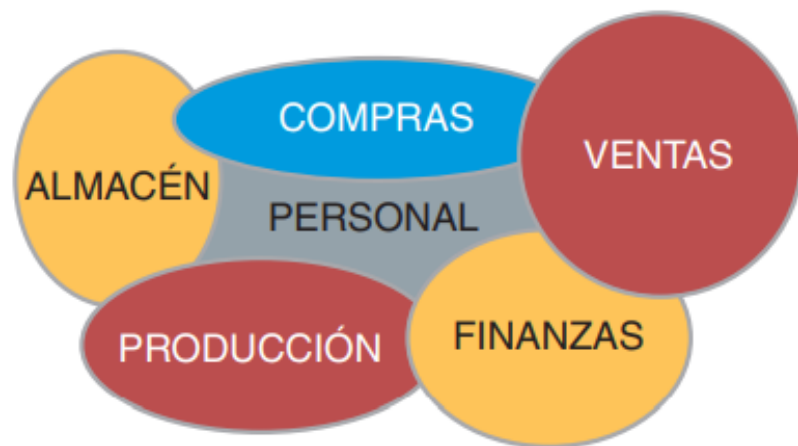 COMPRAS
VENTAS
ALMACÉN
PERSONAL
PRODUCCIÓN
FINANZAS